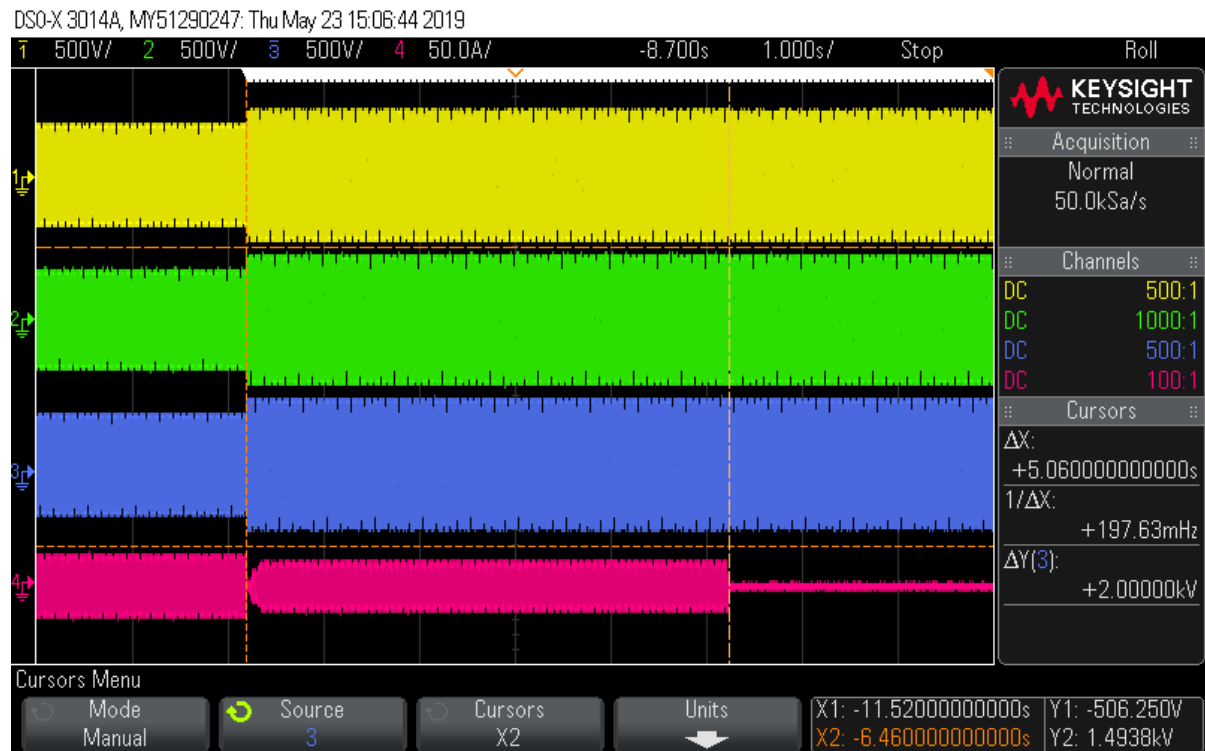 DSO-X 3014A, MY51290247: Thu May 23 15:06:44 2019
1 500V/ 2 500V/ 3 500V/ 4 50.0A/ -8.700s 1.000s/ Stop Roll
KEYSIGHT
TECHNOLOGIES
Acquisition
Normal
50.0kSa/s
Channels
DC 500:1
DC 1000:1
DC 500:1
DC 100:1
Cursors
ΔX:
+5.060000000000s
1/ΔX:
+197.63mHz
ΔY(3):
+2.00000kV
1
2
3
4
Cursors Menu
Mode
Manual
Source
3
Cursors
X2
Units
X1: -11.52000000000s Y1: -506.250V
X2: -6.460000000000s Y2: 1.4938kV